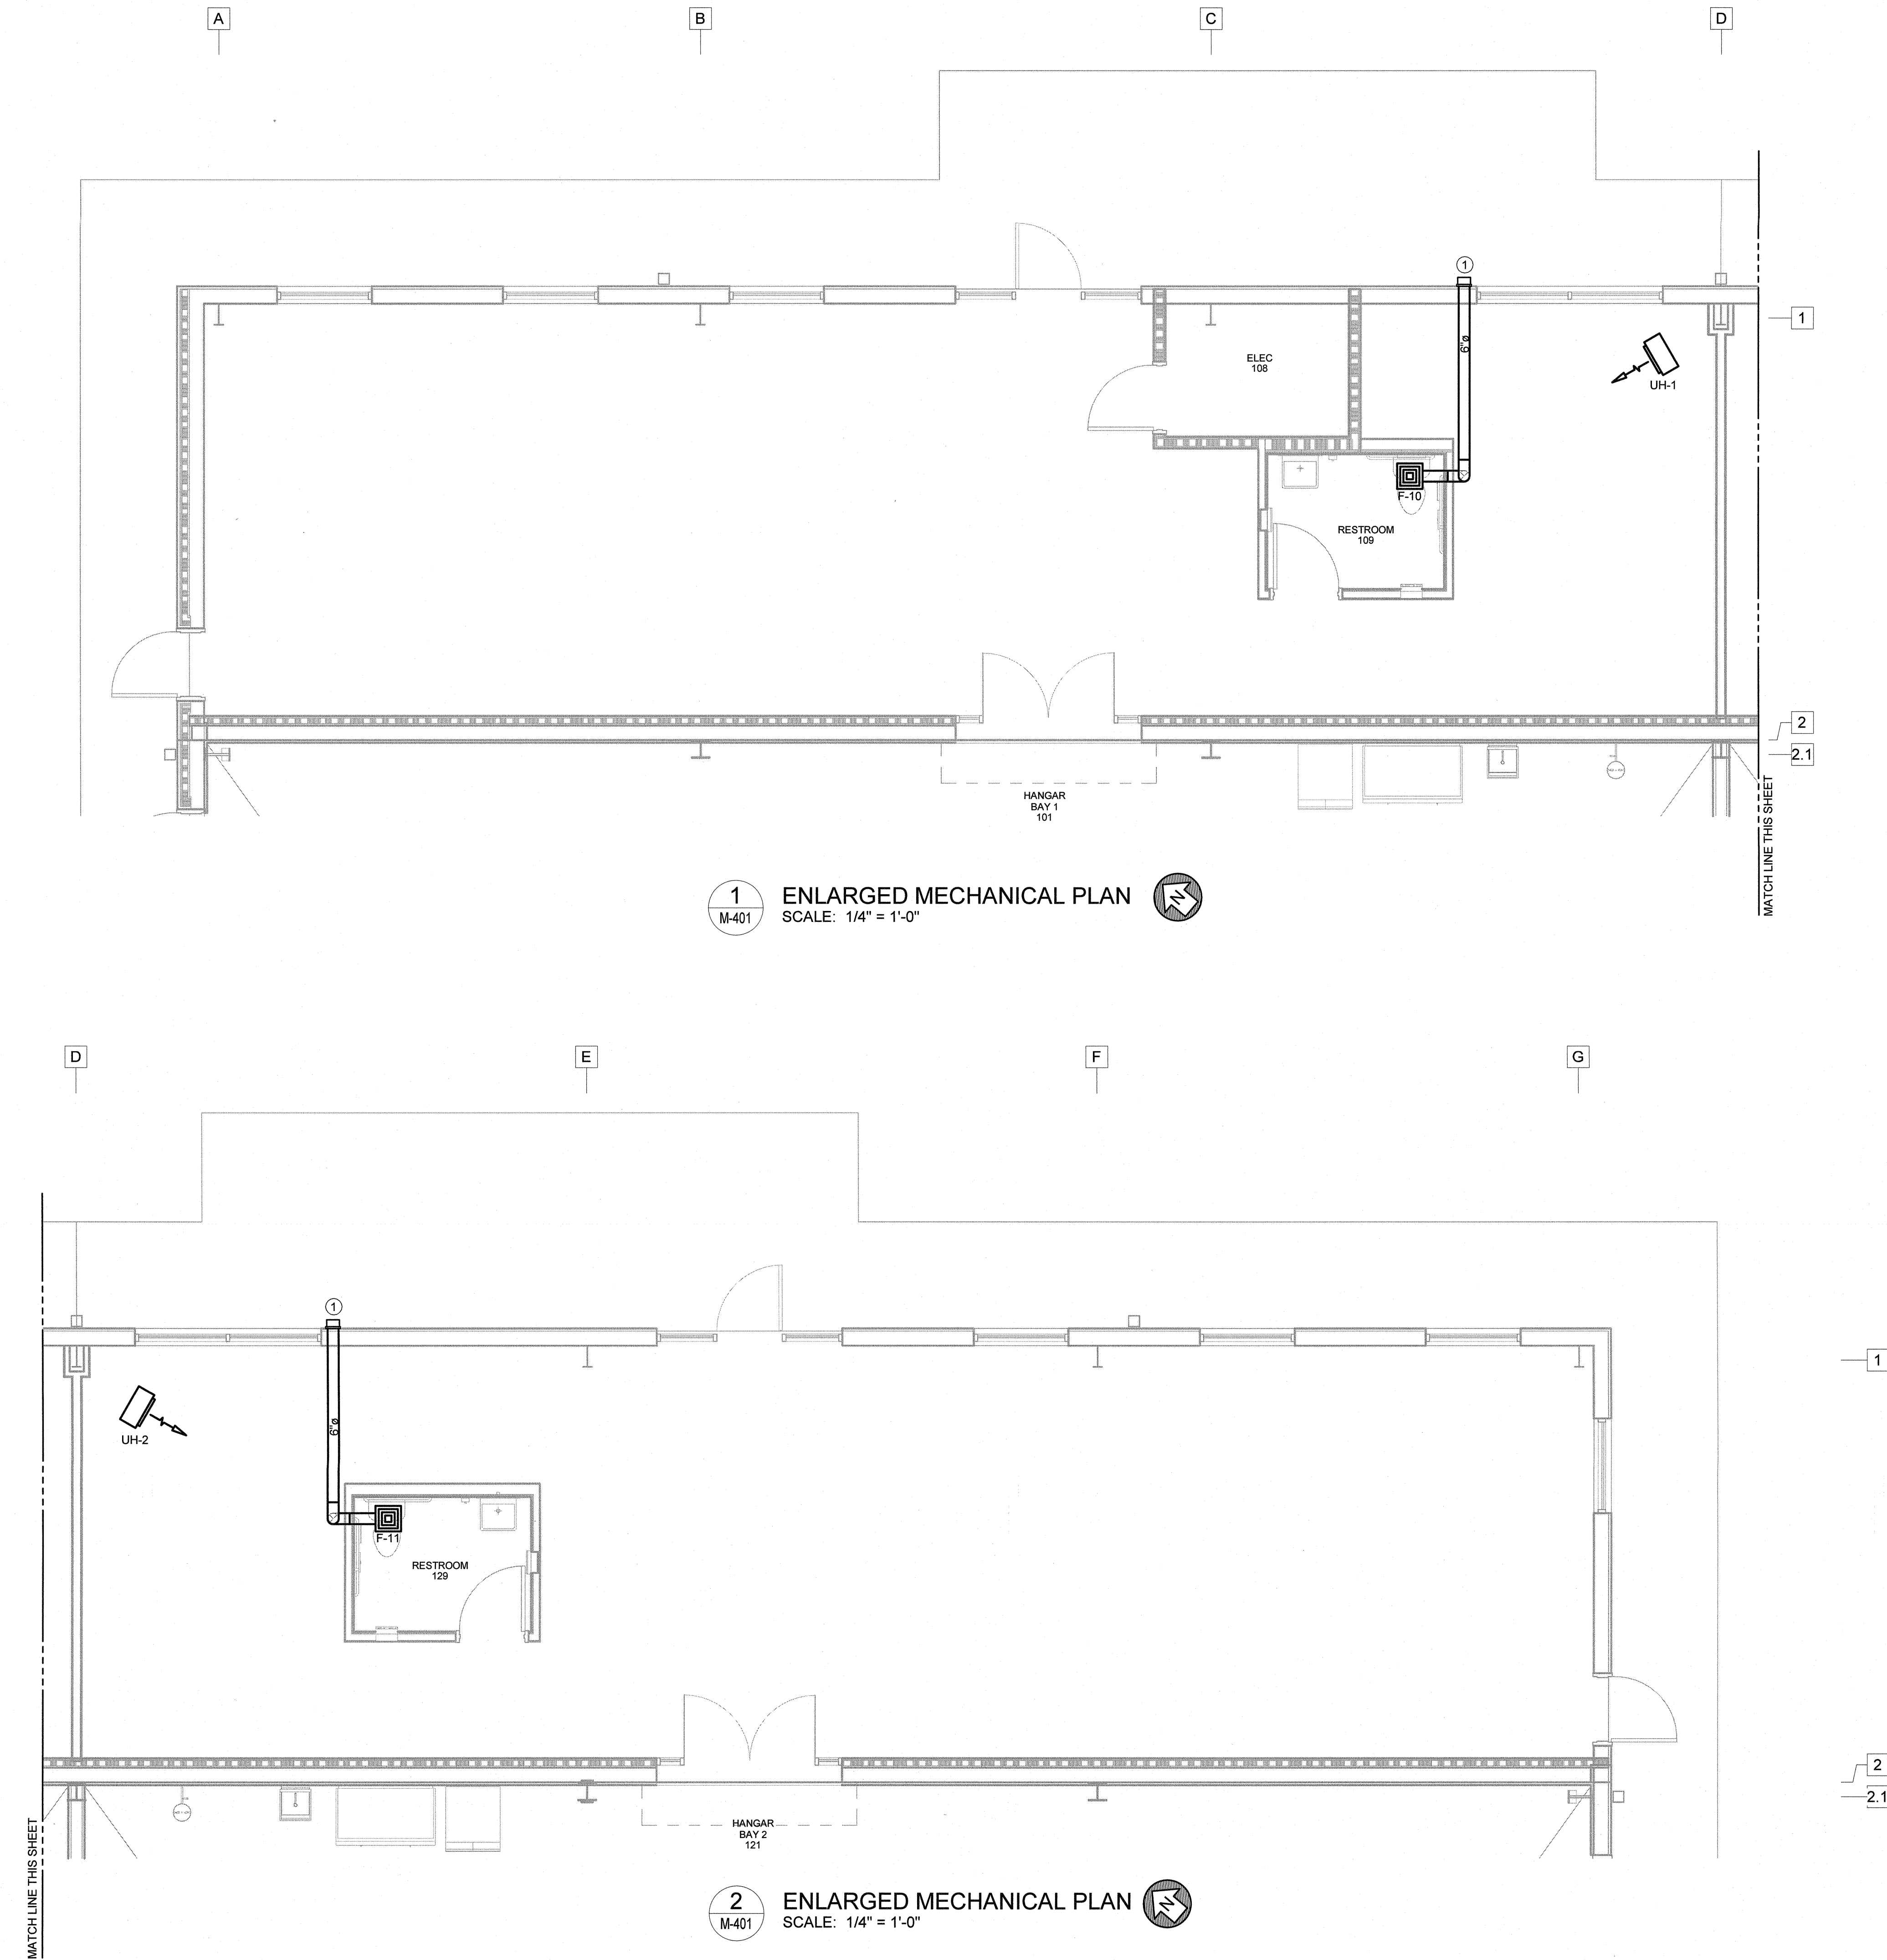 A
B
C
D
1
1
6"ø
ELEC
108
UH-1
F-10
RESTROOM
109
2
2.1
HANGAR
BAY 1
101
MATCH LINE THIS SHEET
1
M-401
ENLARGED MECHANICAL PLAN
SCALE: 1/4" = 1'-0"
N
D
E
F
G
1
1
6"ø
UH-2
F-11
RESTROOM
129
2
2.1
HANGAR
BAY 2
121
MATCH LINE THIS SHEET
2
M-401
ENLARGED MECHANICAL PLAN
SCALE: 1/4" = 1'-0"
N